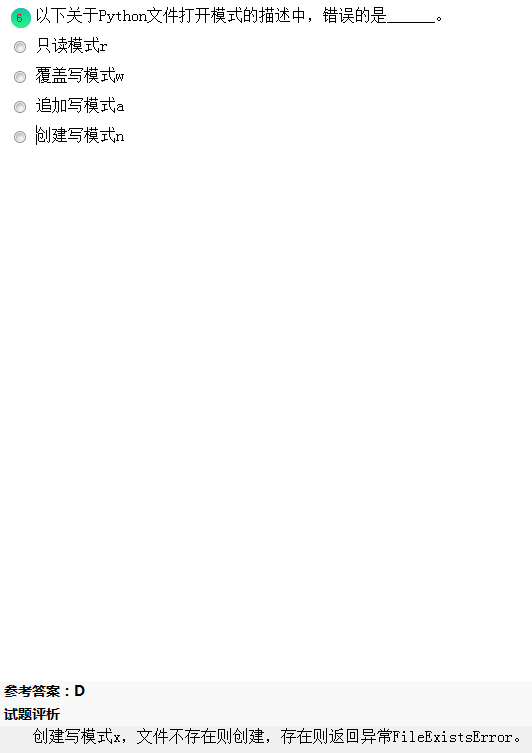 6 以下关于Python文件打开模式的描述中，错误的是______。
只读模式r
覆盖写模式w
追加写模式a
创建写模式n
参考答案：D
试题评析
创建写模式x，文件不存在则创建，存在则返回异常FileExistsError。